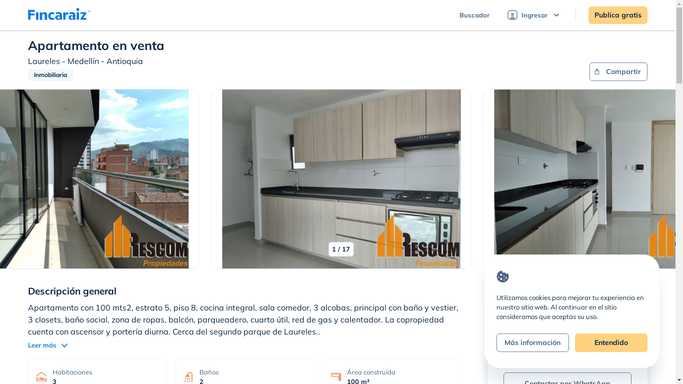 Fincaraiz
Buscador
Ingresar
Publica gratis
Apartamento en venta
Laureles - Medellín - Antioquia
Inmobiliaria
Compartir
RESCOM
Propiedades
1 / 17
RESCOM
Descripción general
Apartamento con 100 mts2, estrato 5, piso 8, cocina integral, sala comedor, 3 alcobas, principal con baño y vestier,
3 closets, baño social, zona de ropas, balcón, parqueadero, cuarto útil, red de gas y calentador. La copropiedad
cuenta con ascensor y portería diurna. Cerca del segundo parque de Laureles..
Leer más
Habitaciones
3
Baños
2
Área construida
100 m²
Utilizamos cookies para mejorar tu experiencia en
nuestro sitio web. Al continuar en el sitio
consideramos que aceptas su uso.
Más información
Entendido
Contactar por WhatsApp